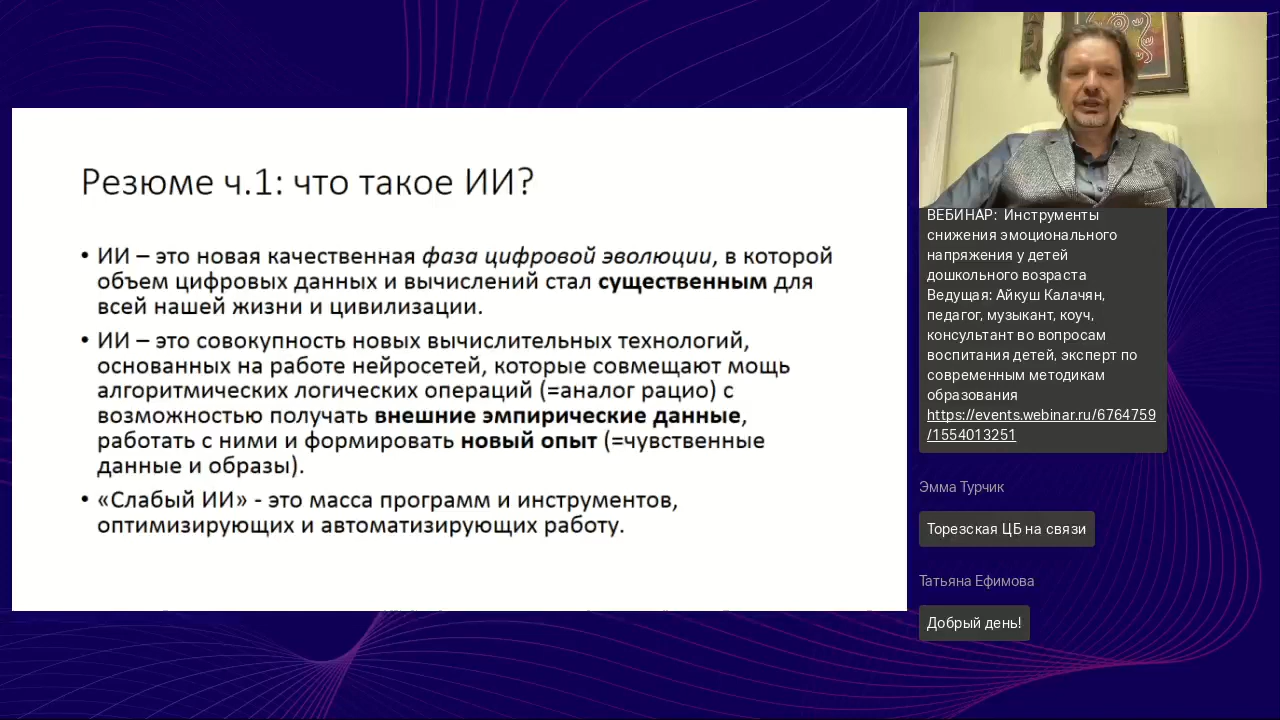 Резюме ч.1: что такое ИИ?
• ИИ – это новая качественная фаза цифровой эволюции, в которой
объем цифровых данных и вычислений стал существенным для
всей нашей жизни и цивилизации.
• ИИ – это совокупность новых вычислительных технологий,
основанных на работе нейросетей, которые совмещают мощь
алгоритмических логических операций (=аналог рацио) с
возможностью получать внешние эмпирические данные,
работать с ними и формировать новый опыт (=чувственные
данные и образы).
• «Слабый ИИ» - это масса программ и инструментов,
оптимизирующих и автоматизирующих работу.
ВЕБИНАР: Инструменты
снижения эмоционального
напряжения у детей
дошкольного возраста
Ведущая: Айкуш Калачян,
педагог, музыкант, коуч,
консультант во вопросам
воспитания детей, эксперт по
современным методикам
образования
https://events.webinar.ru/6764759
/1554013251
Эмма Турчик
Торезская ЦБ на связи
Татьяна Ефимова
Добрый день!